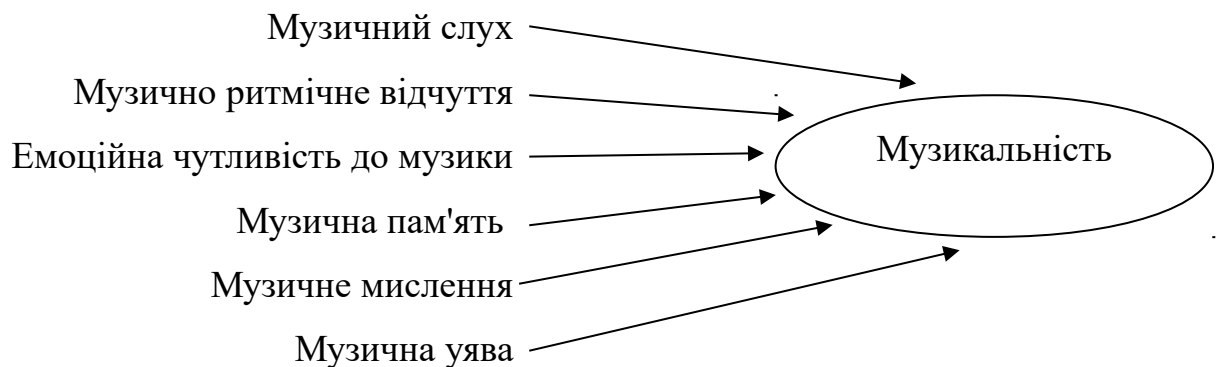 Музичний слух
Музично ритмічне відчуття
Емоційна чутливість до музики
Музикальність
Музична пам'ять
Музичне мислення
Музична уява